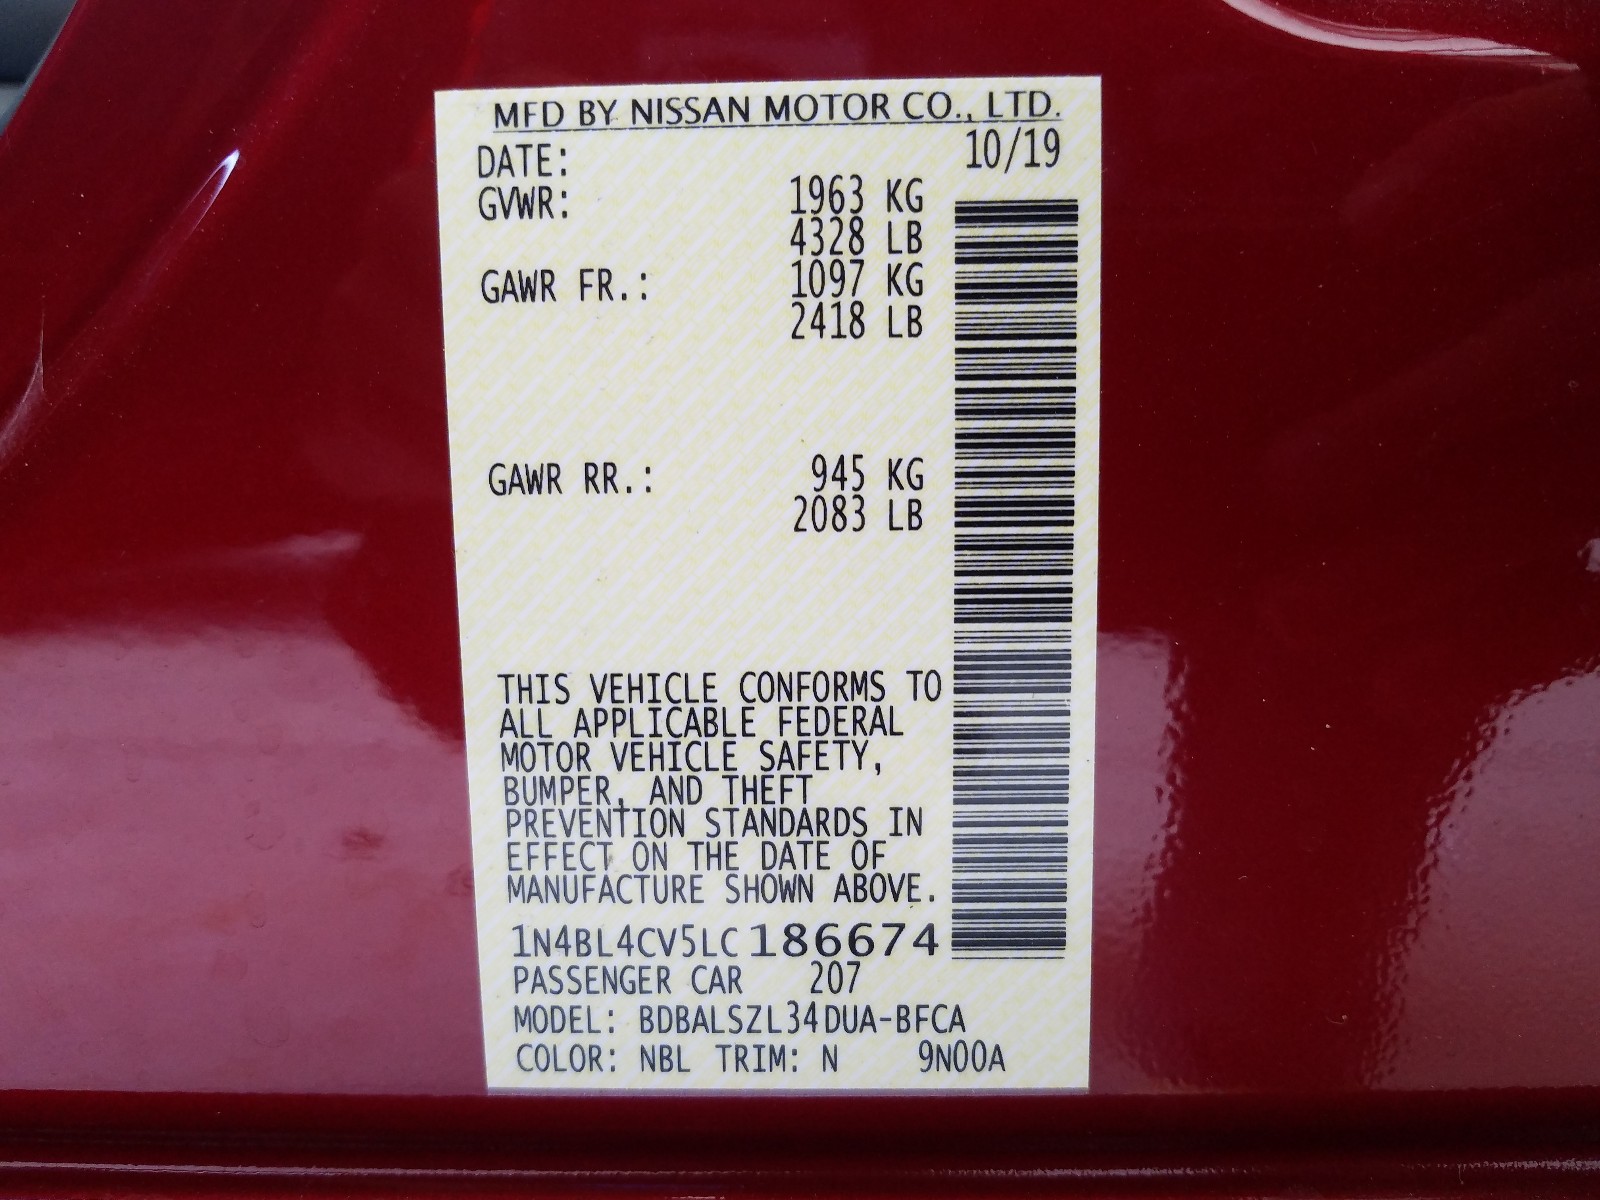 MFD BY NISSAN MOTOR CO., LTD.
DATE: 10/19
GVWR: 1963 KG
4328 LB
GAWR FR.: 1097 KG
2418 LB
GAWR RR.: 945 KG
2083 LB
THIS VEHICLE CONFORMS TO
ALL APPLICABLE FEDERAL
MOTOR VEHICLE SAFETY,
BUMPER, AND THEFT
PREVENTION STANDARDS IN
EFFECT ON THE DATE OF
MANUFACTURE SHOWN ABOVE.
1N4BL4CV5LC186674
PASSENGER CAR 207
MODEL: BDBALSZL34DUA-BFCA
COLOR: NBL TRIM: N 9N00A